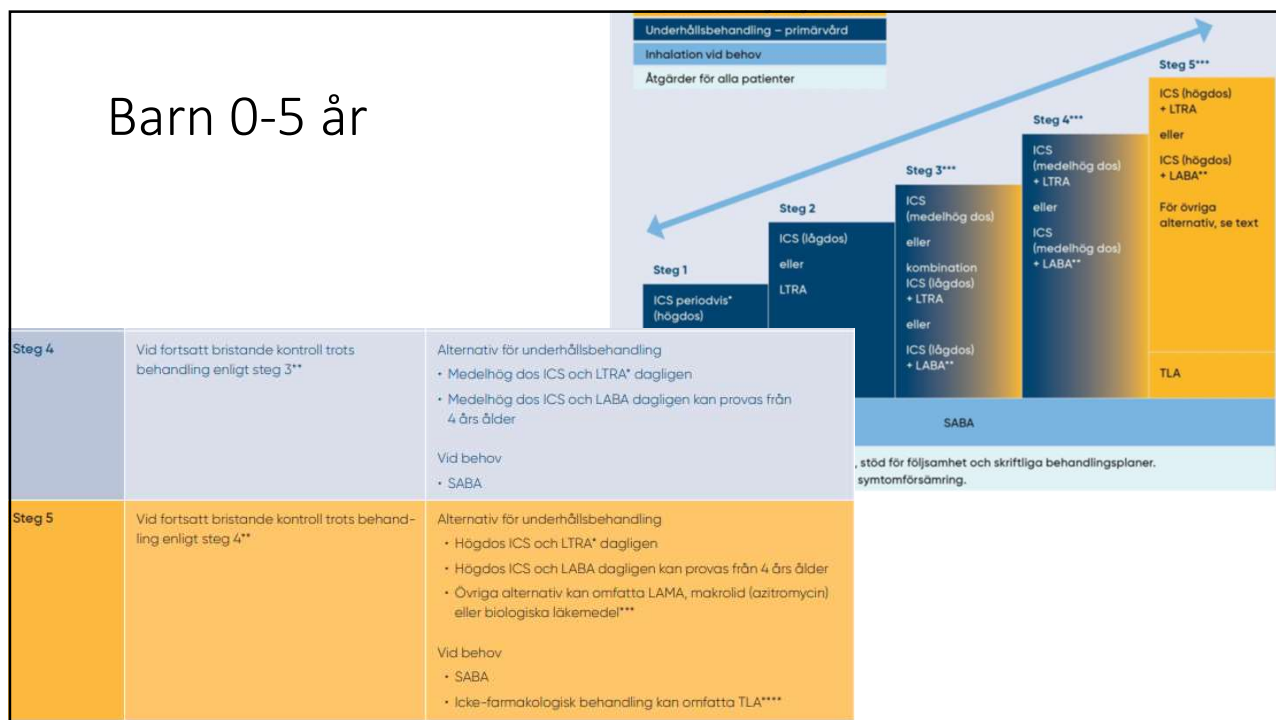 Barn 0-5 år
Underhållsbehandling – primärvård
Inhalation vid behov
Åtgärder för alla patienter
Steg 1
ICS periodvis*
(högdos)
Steg 2
ICS (lågdos)
eller
LTRA
Steg 3***
ICS
(medelhög dos)
eller
kombination
ICS (lågdos)
+ LTRA
eller
ICS (lågdos)
+ LABA**
Steg 4***
ICS
(medelhög dos)
+ LTRA
eller
ICS
(medelhög dos)
+ LABA**
Steg 5***
ICS (högdos)
+ LTRA
eller
ICS (högdos)
+ LABA**
För övriga
alternativ, se text
TLA
SABA
, stöd för följsamhet och skriftliga behandlingsplaner.
symtomförsämring.
Steg 4
Vid fortsatt bristande kontroll trots
behandling enligt steg 3**
Alternativ för underhållsbehandling
• Medelhög dos ICS och LTRA* dagligen
• Medelhög dos ICS och LABA dagligen kan provas från
4 års ålder
Vid behov
• SABA
Steg 5
Vid fortsatt bristande kontroll trots behand-
ling enligt steg 4**
Alternativ för underhållsbehandling
• Högdos ICS och LTRA* dagligen
• Högdos ICS och LABA dagligen kan provas från 4 års ålder
• Övriga alternativ kan omfatta LAMA, makrolid (azitromycin)
eller biologiska läkemedel***
Vid behov
• SABA
• Icke-farmakologisk behandling kan omfatta TLA****